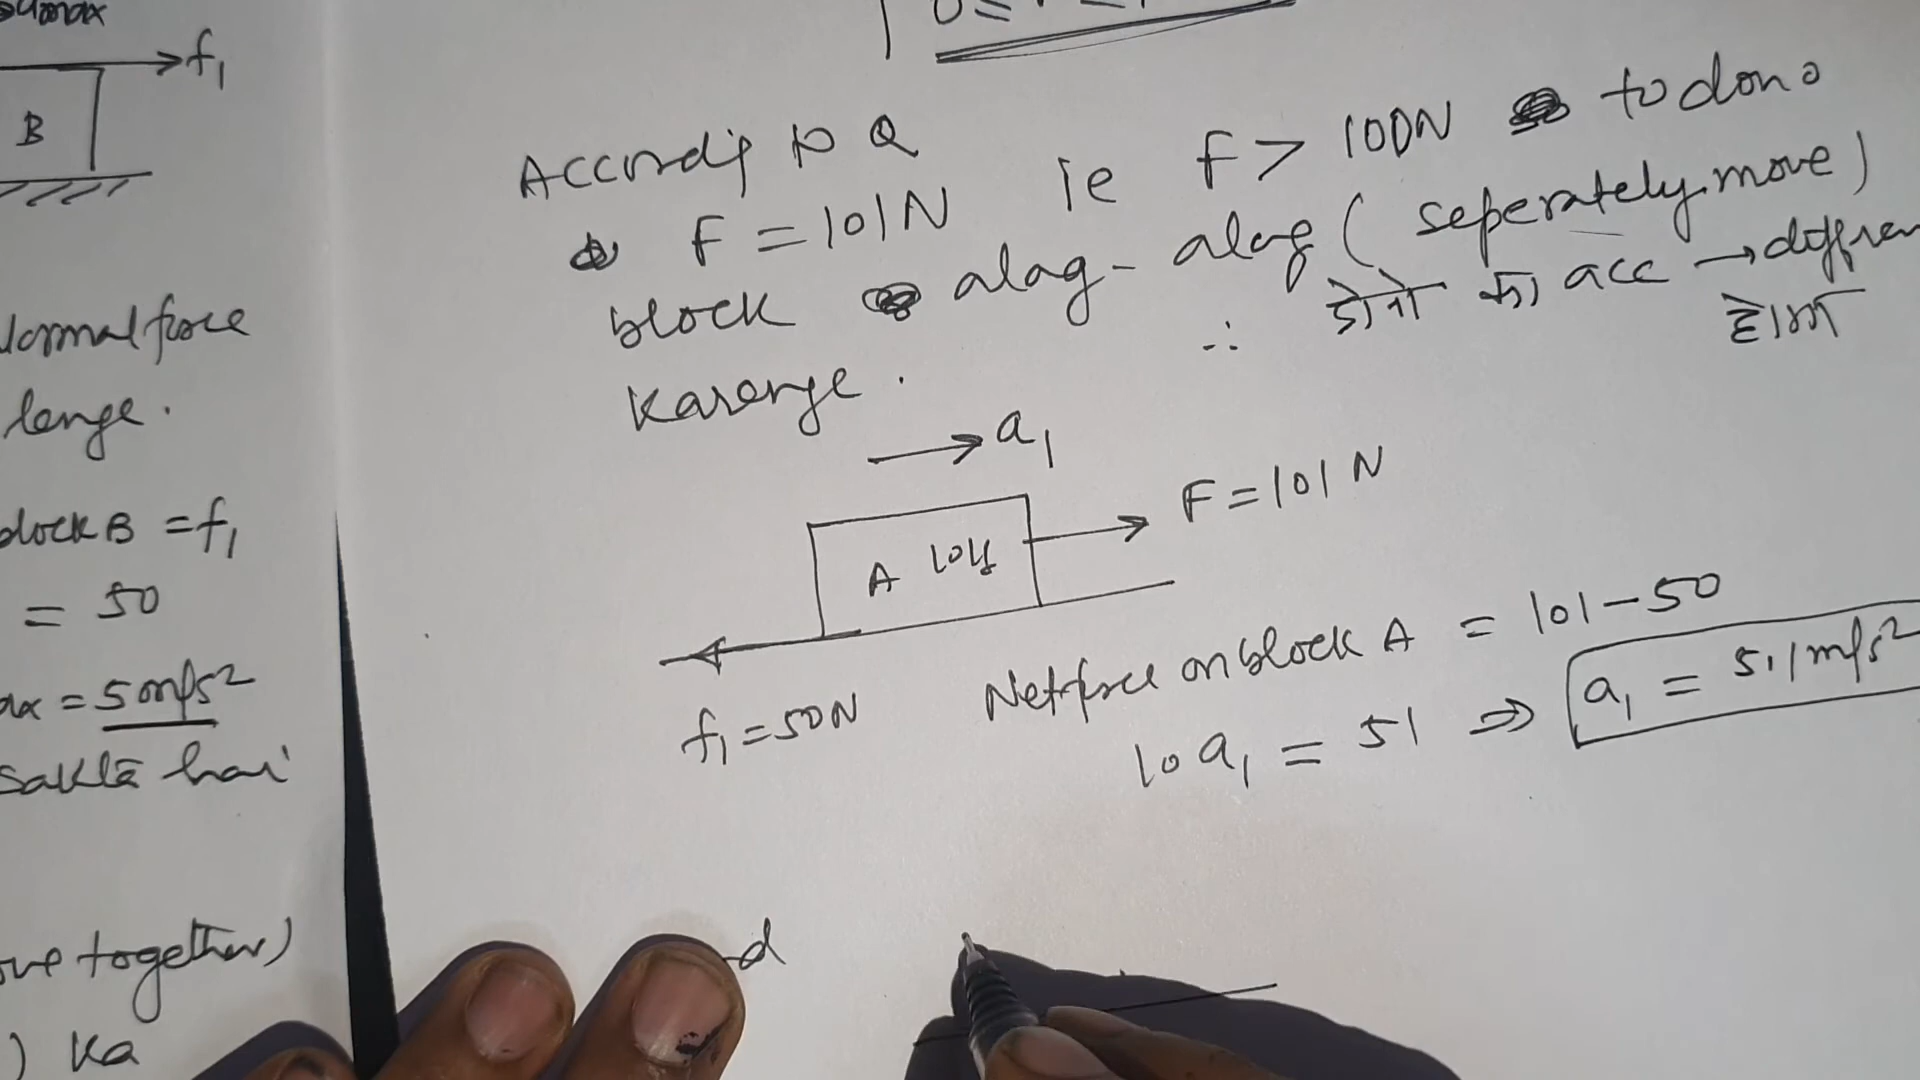 f₁
B
Normal force
lenge.
block B = f₁
= 50
max = 5 m/s²
sakta hai
move together)
) ka
According to Q
F = 101N ie F > 100N to dono
block alag - alag ( seperately move)
karenge . ∴ दोनो का acc → differen
होगा
→ a₁
A 10kg
F = 101 N
f₁ = 50N
Net force on block A = 101 - 50
10 a₁ = 51 ⇒ a₁ = 5.1 m/s²